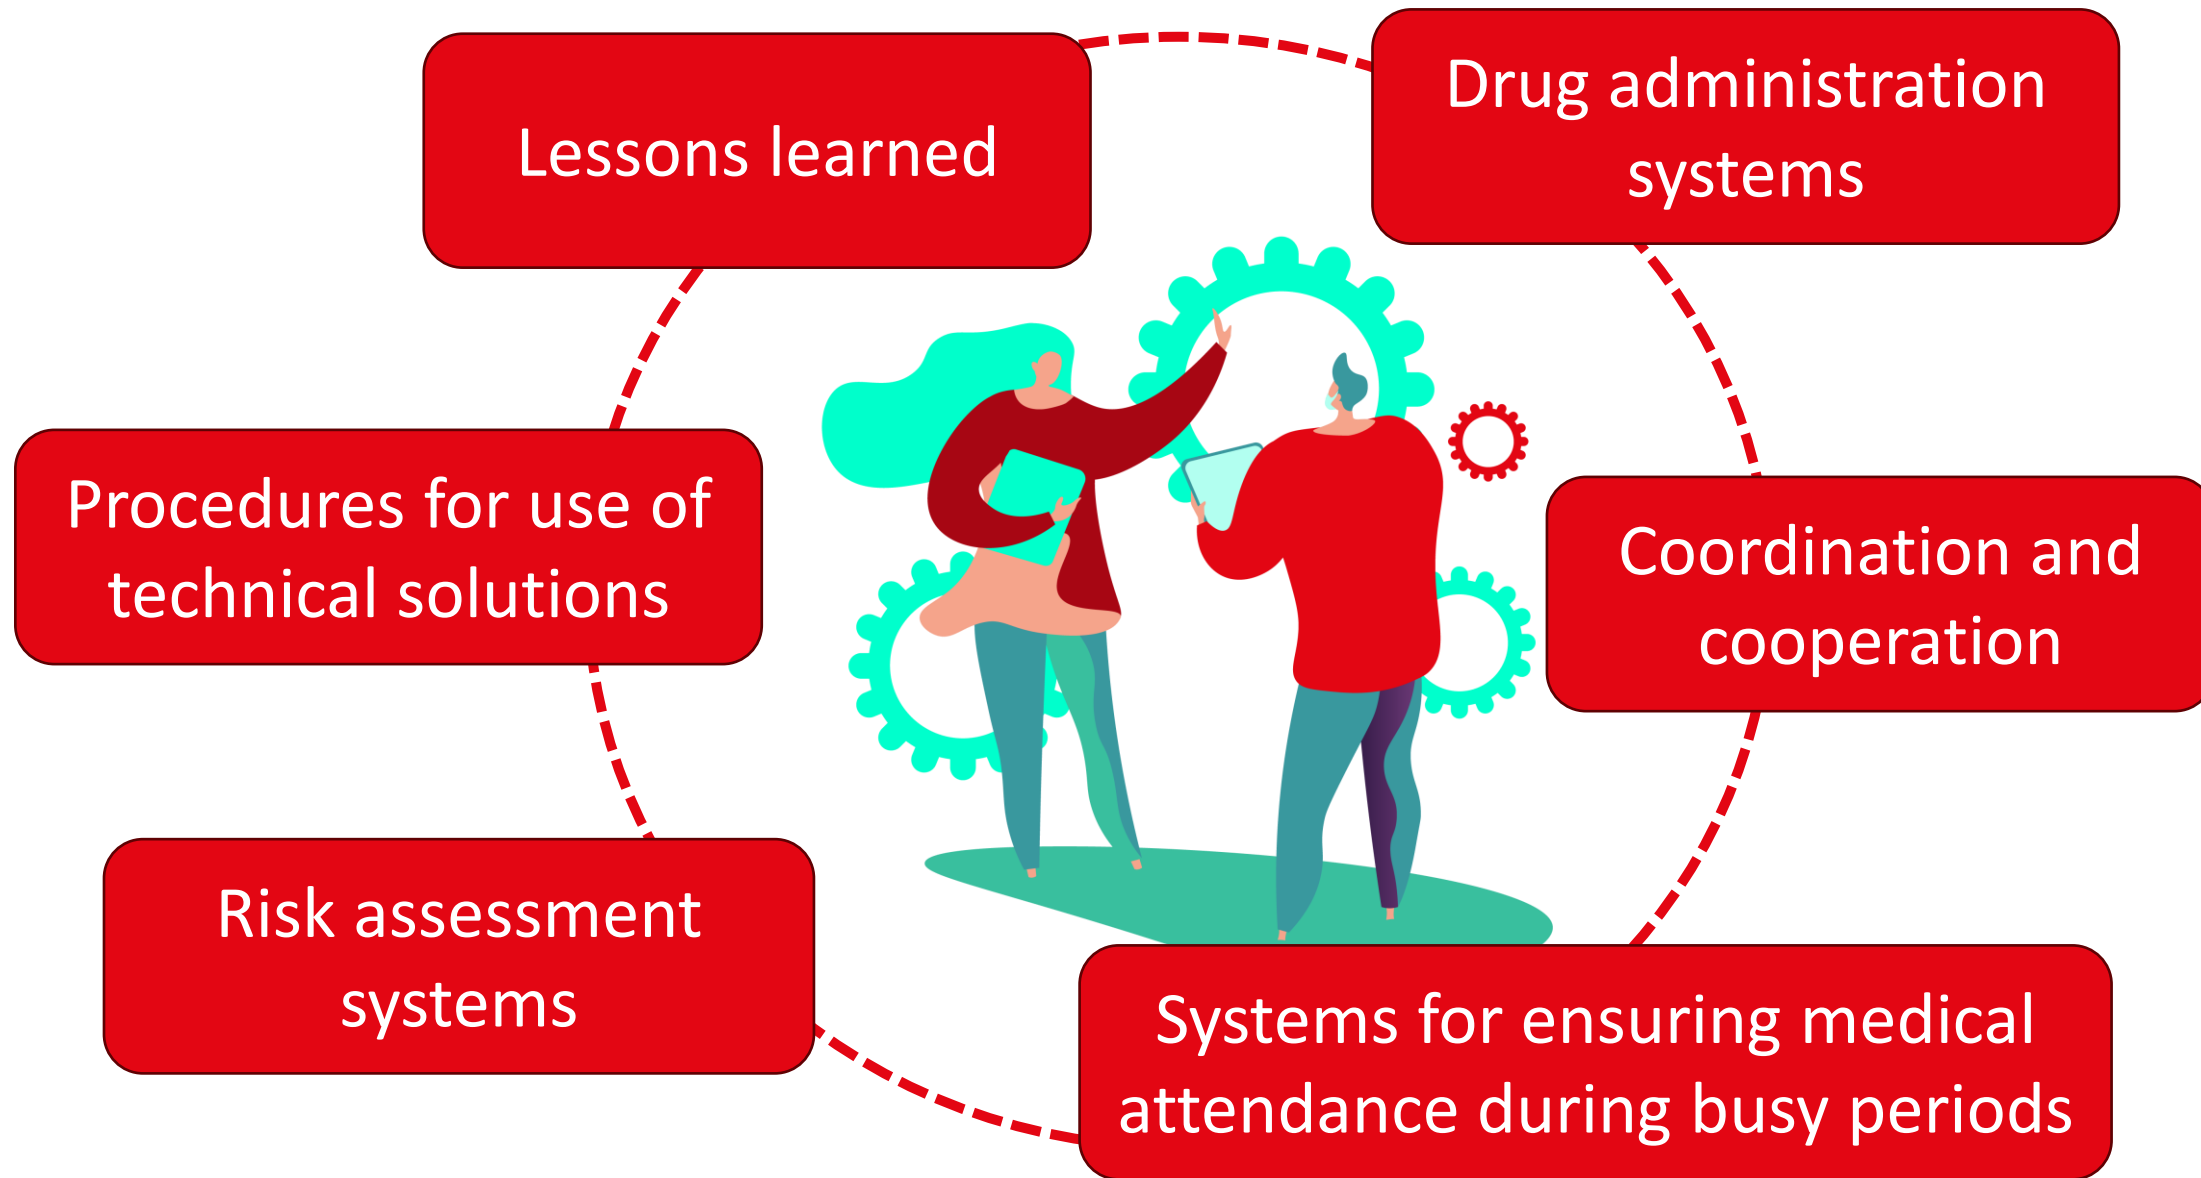 Lessons learned
Drug administration
systems
Procedures for use of
technical solutions
Coordination and
cooperation
Risk assessment
systems
Systems for ensuring medical
attendance during busy periods